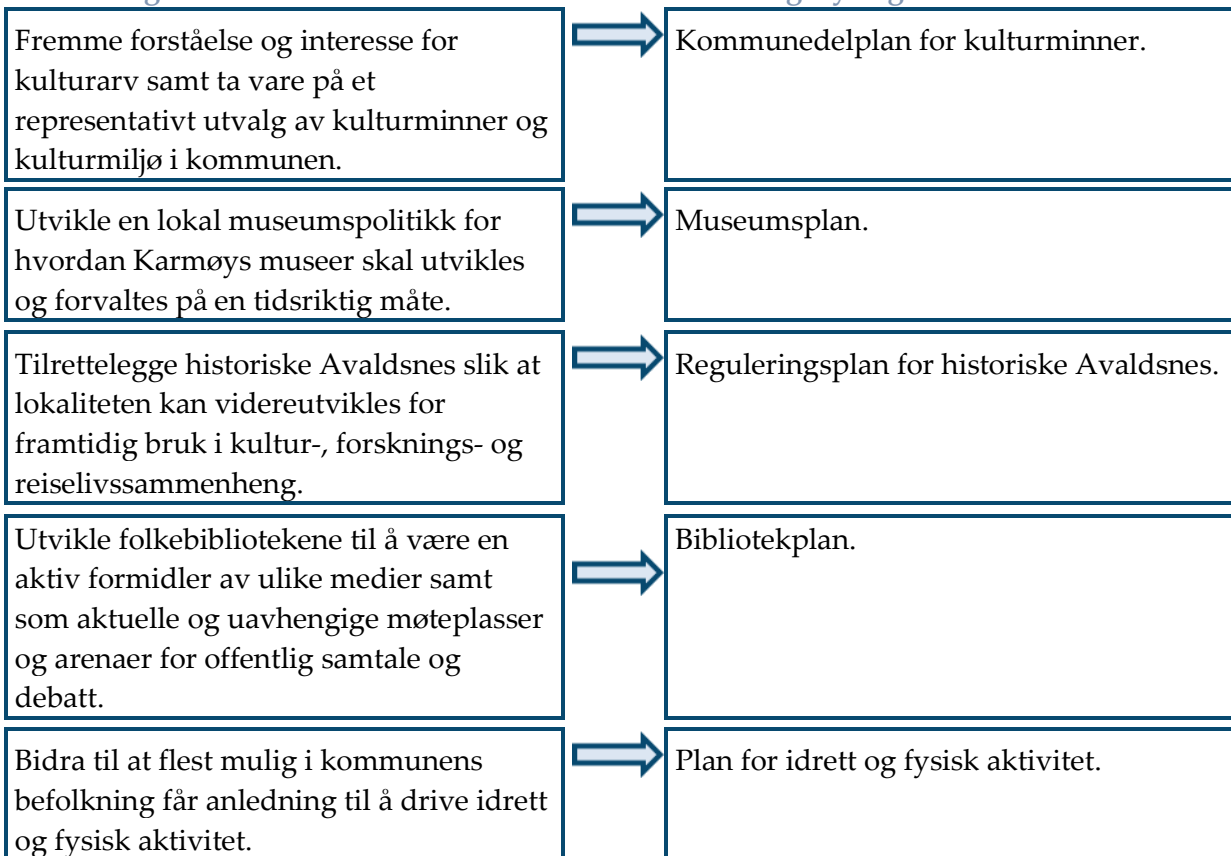 Fremme forståelse og interesse for
kulturarv samt ta vare på et
representativt utvalg av kulturminner og
kulturmiljø i kommunen.
Kommunedelplan for kulturminner.
Utvikle en lokal museumspolitikk for
hvordan Karmøys museer skal utvikles
og forvaltes på en tidsriktig måte.
Museumsplan.
Tilrettelegge historiske Avaldsnes slik at
lokaliteten kan videreutvikles for
framtidig bruk i kultur-, forsknings- og
reiselivssammenheng.
Reguleringsplan for historiske Avaldsnes.
Utvikle folkebibliotekene til å være en
aktiv formidler av ulike medier samt
som aktuelle og uavhengige møteplasser
og arenaer for offentlig samtale og
debatt.
Bibliotekplan.
Bidra til at flest mulig i kommunens
befolkning får anledning til å drive idrett
og fysisk aktivitet.
Plan for idrett og fysisk aktivitet.